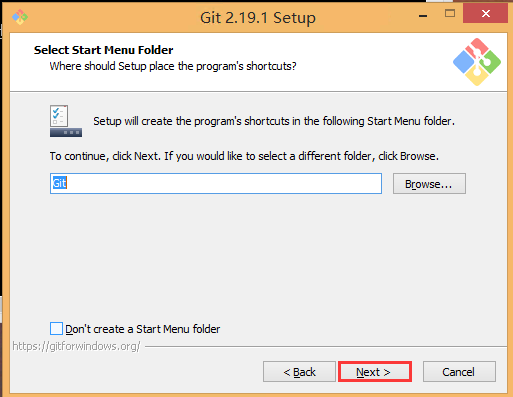 Git 2.19.1 Setup
Select Start Menu Folder
Where should Setup place the program's shortcuts?
Setup will create the program's shortcuts in the following Start Menu folder.
To continue, click Next. If you would like to select a different folder, click Browse.
Git
Browse...
Don't create a Start Menu folder
https://gitforwindows.org/
< Back
Next >
Cancel